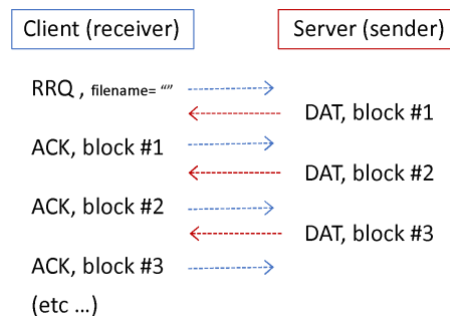 Client (receiver) Server (sender)
RRQ , filename= “”
DAT, block #1
ACK, block #1
DAT, block #2
ACK, block #2
DAT, block #3
ACK, block #3
(etc ...)